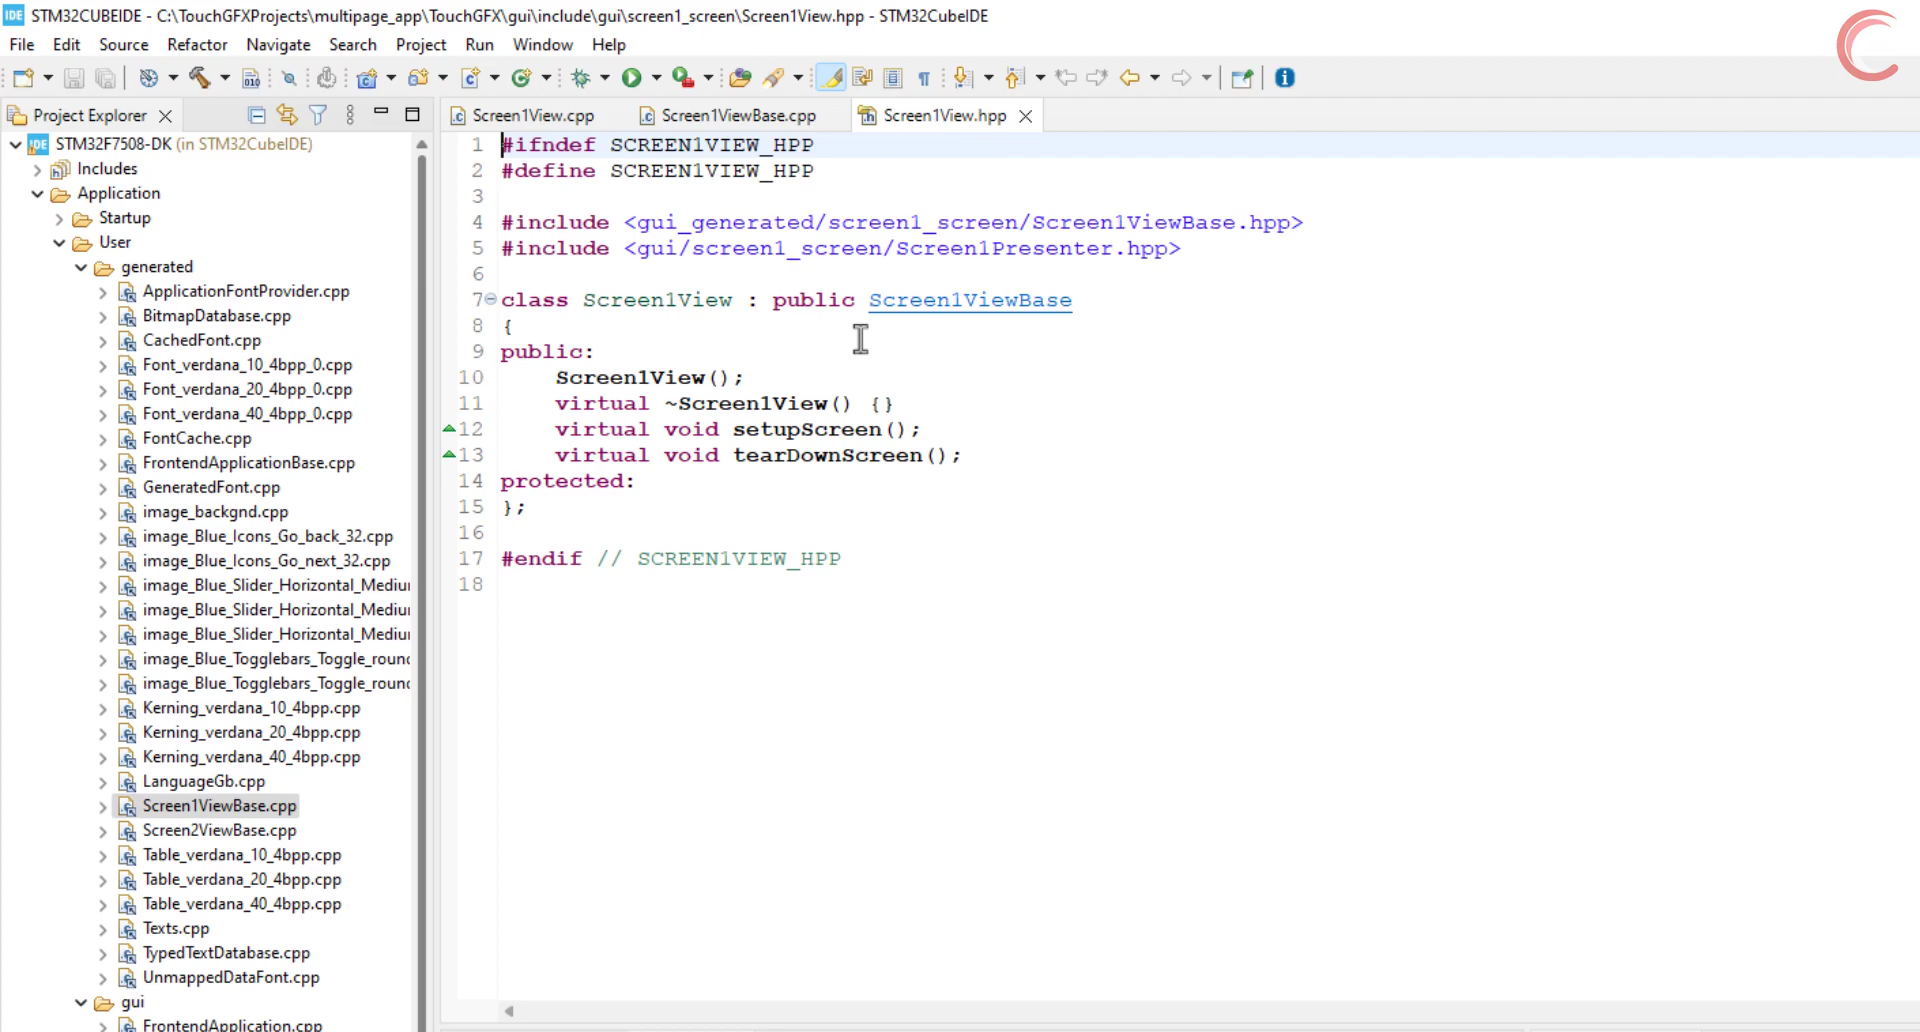 IDE STM32CUBEIDE - C:\TouchGFXProjects\multipage_app\TouchGFX\gui\include\gui\screen1_screen\Screen1View.hpp - STM32CubeIDE
File Edit Source Refactor Navigate Search Project Run Window Help
Project Explorer
Screen1View.cpp Screen1ViewBase.cpp Screen1View.hpp
IDE STM32F7508-DK (in STM32CubeIDE)
Includes
Application
Startup
User
generated
ApplicationFontProvider.cpp
BitmapDatabase.cpp
CachedFont.cpp
Font_verdana_10_4bpp_0.cpp
Font_verdana_20_4bpp_0.cpp
Font_verdana_40_4bpp_0.cpp
FontCache.cpp
FrontendApplicationBase.cpp
GeneratedFont.cpp
image_backgnd.cpp
image_Blue_Icons_Go_back_32.cpp
image_Blue_Icons_Go_next_32.cpp
image_Blue_Slider_Horizontal_Mediu
image_Blue_Slider_Horizontal_Mediu
image_Blue_Slider_Horizontal_Mediu
image_Blue_Togglebars_Toggle_roun
image_Blue_Togglebars_Toggle_roun
Kerning_verdana_10_4bpp.cpp
Kerning_verdana_20_4bpp.cpp
Kerning_verdana_40_4bpp.cpp
LanguageGb.cpp
Screen1ViewBase.cpp
Screen2ViewBase.cpp
Table_verdana_10_4bpp.cpp
Table_verdana_20_4bpp.cpp
Table_verdana_40_4bpp.cpp
Texts.cpp
TypedTextDatabase.cpp
UnmappedDataFont.cpp
gui
FrontendApplication.cpp
1 #ifndef SCREEN1VIEW_HPP
2 #define SCREEN1VIEW_HPP
3
4 #include <gui_generated/screen1_screen/Screen1ViewBase.hpp>
5 #include <gui/screen1_screen/Screen1Presenter.hpp>
6
7 class Screen1View : public Screen1ViewBase
8 {
9 public:
10 Screen1View();
11 virtual ~Screen1View() {}
12 virtual void setupScreen();
13 virtual void tearDownScreen();
14 protected:
15 };
16
17 #endif // SCREEN1VIEW_HPP
18